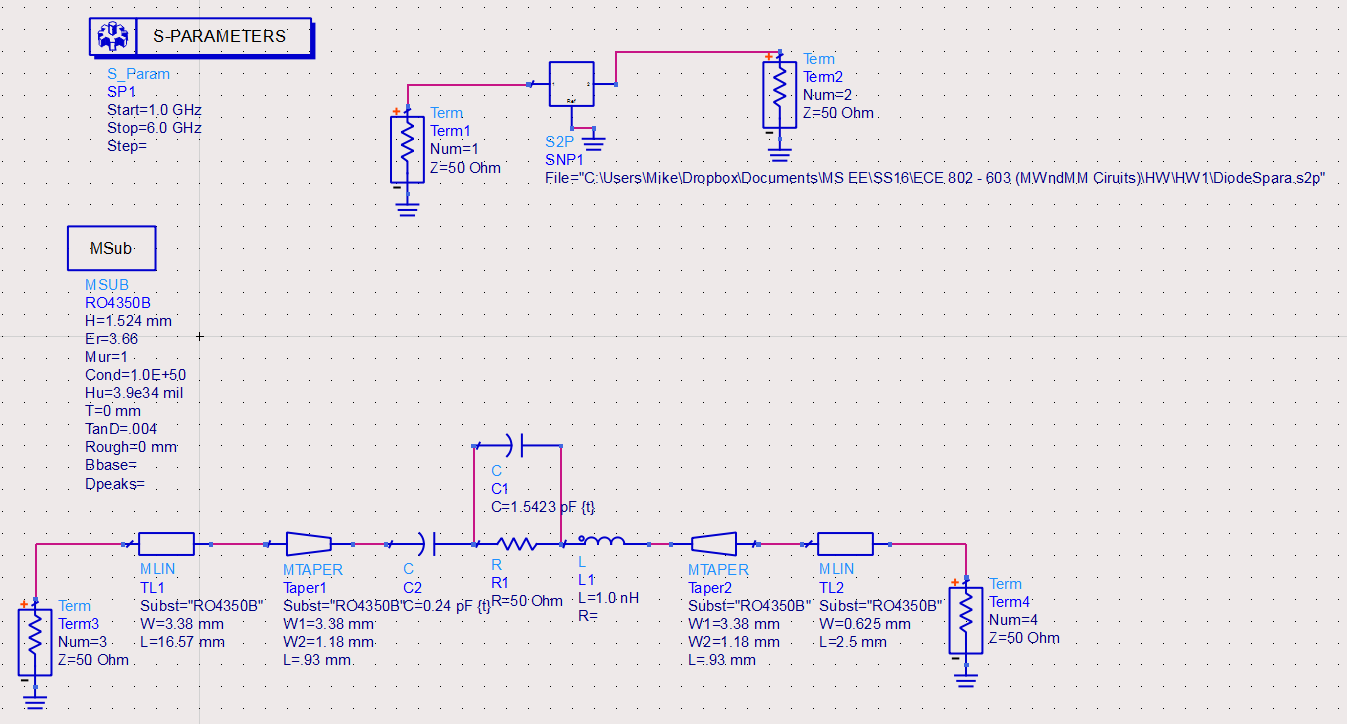 S-PARAMETERS
S_Param
SP1
Start=1.0 GHz
Stop=6.0 GHz
Step=
Term
Term1
Num=1
Z=50 Ohm
Ref
S2P
SNP1
File="C:\Users\Mike\Dropbox\Documents\MS EE\SS16\ECE 802 - 603 (MWndMM Ciruits)\HW\HW1\DiodeSpara.s2p"
Term
Term2
Num=2
Z=50 Ohm
MSub
MSUB
RO4350B
H=1.524 mm
Er=3.66
Mur=1
Cond=1.0E+50
Hu=3.9e34 mil
T=0 mm
TanD=.004
Rough=0 mm
Bbase=
Dpeaks=
Term
Term3
Num=3
Z=50 Ohm
MLIN
TL1
Subst="RO4350B"
W=3.38 mm
L=16.57 mm
MTAPER
Taper1
Subst="RO4350B"
W1=3.38 mm
W2=1.18 mm
L=.93 mm
C
C2
C=0.24 pF {t}
C
C1
C=1.5423 pF {t}
R
R1
R=50 Ohm
L
L1
L=1.0 nH
R=
MTAPER
Taper2
Subst="RO4350B"
W1=3.38 mm
W2=1.18 mm
L=.93 mm
MLIN
TL2
Subst="RO4350B"
W=0.625 mm
L=2.5 mm
Term
Term4
Num=4
Z=50 Ohm